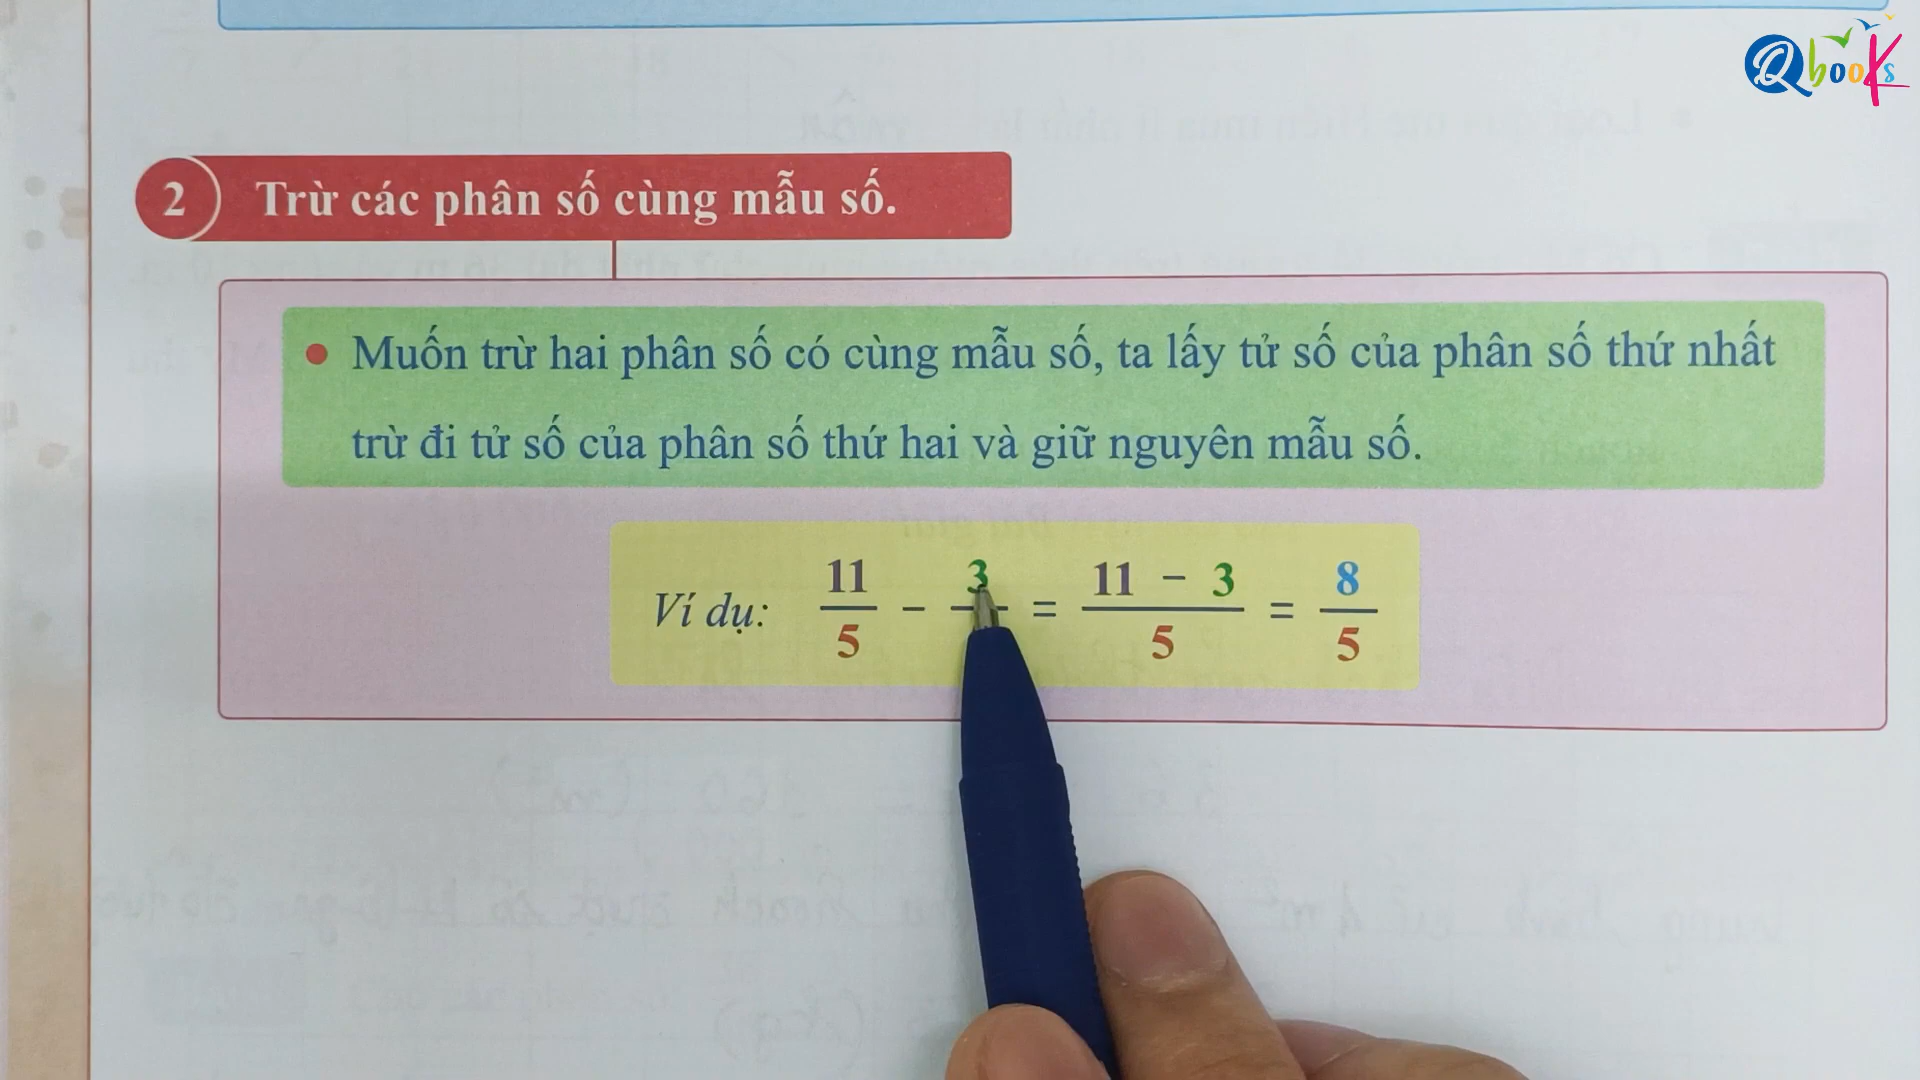 Qbooks
2 Trừ các phân số cùng mẫu số.
• Muốn trừ hai phân số có cùng mẫu số, ta lấy tử số của phân số thứ nhất
trừ đi tử số của phân số thứ hai và giữ nguyên mẫu số.
11 3 11 - 3 8
Ví dụ: - = =
5 5 5